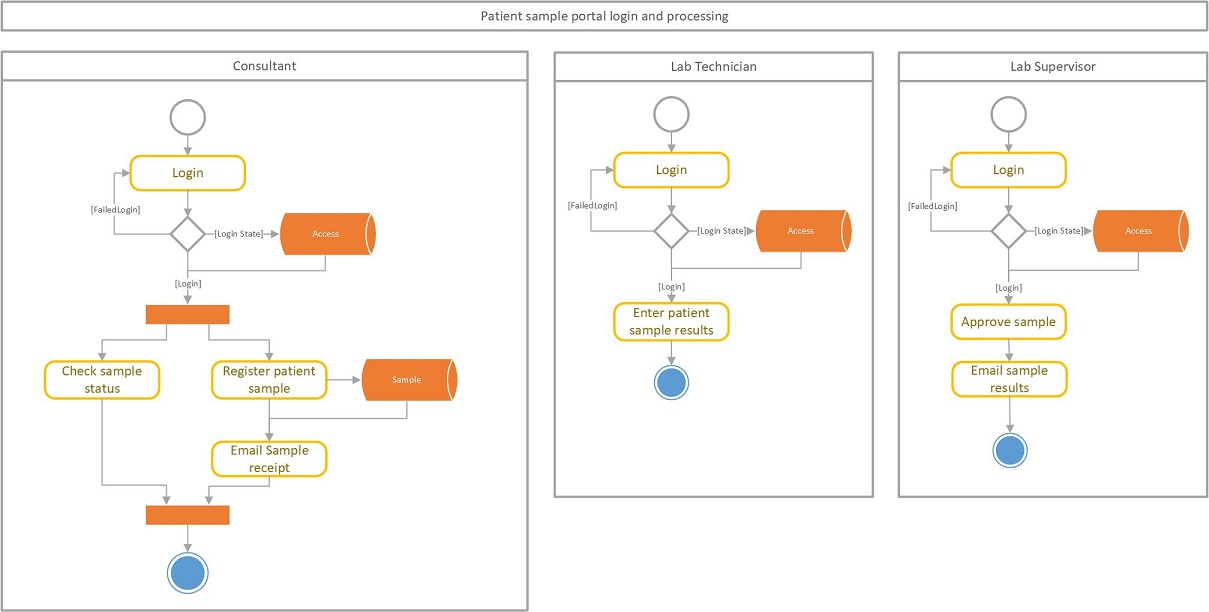 Patient sample portal login and processing
Consultant
Login
[FailedLogin]
[Login State]
Access
[Login]
Check sample
status
Register patient
sample
Sample
Email Sample
receipt
Lab Technician
Login
[FailedLogin]
[Login State]
Access
[Login]
Enter patient
sample results
Lab Supervisor
Login
[FailedLogin]
[Login State]
Access
[Login]
Approve sample
Email sample
results